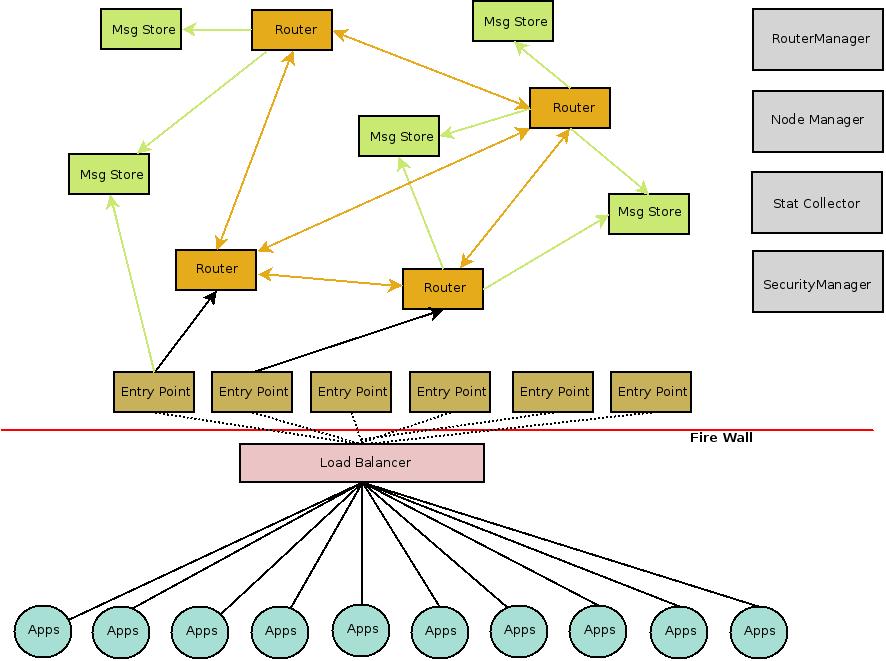 Msg Store
Router
Msg Store
RouterManager
Router
Msg Store
Node Manager
Msg Store
Msg Store
Stat Collector
Router
Router
SecurityManager
Entry Point
Entry Point
Entry Point
Entry Point
Entry Point
Entry Point
Fire Wall
Load Balancer
Apps
Apps
Apps
Apps
Apps
Apps
Apps
Apps
Apps
Apps